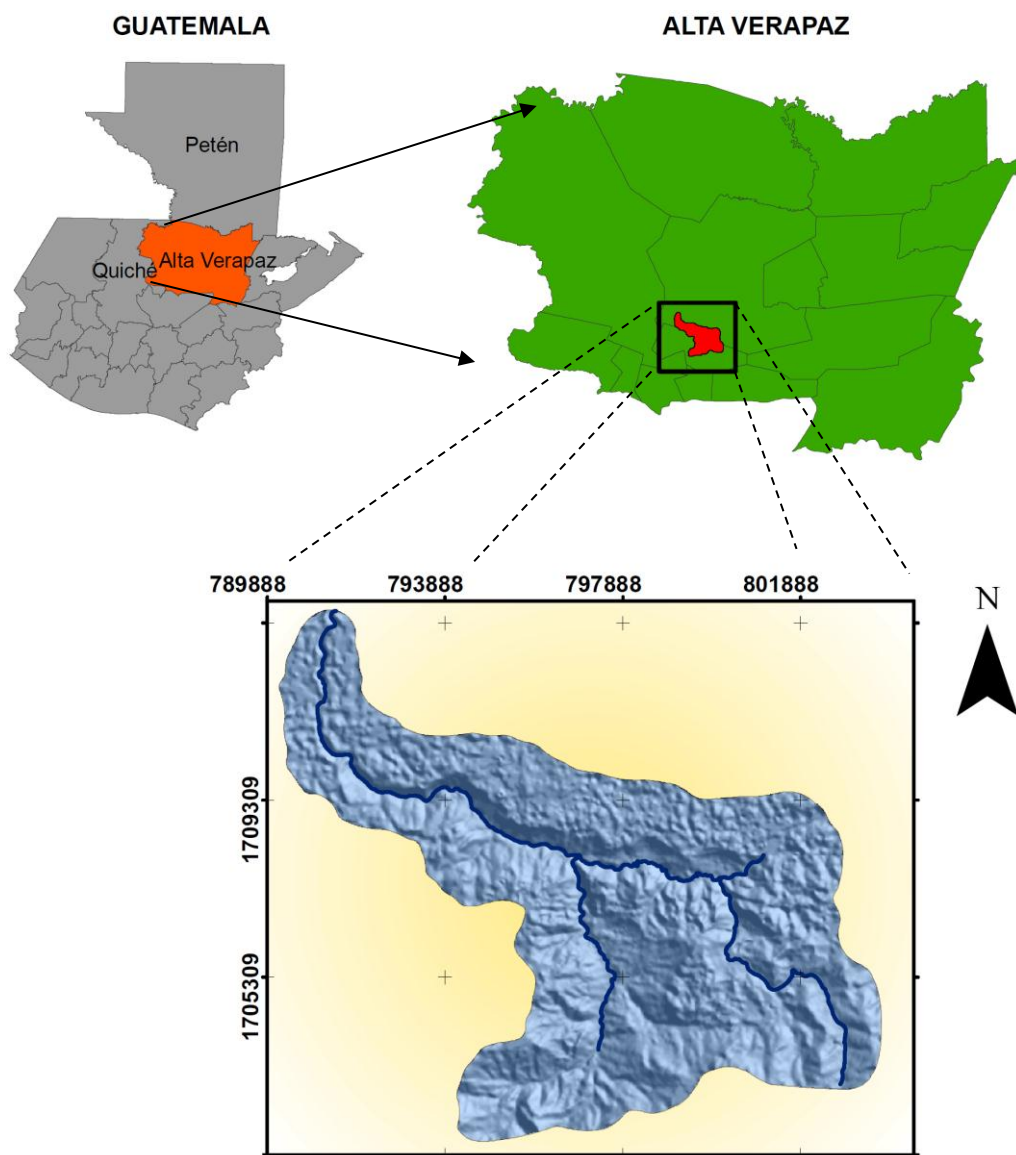 GUATEMALA
ALTA VERAPAZ
Petén
Quiché
Alta Verapaz
789888
793888
797888
801888
N
1709309
1705309